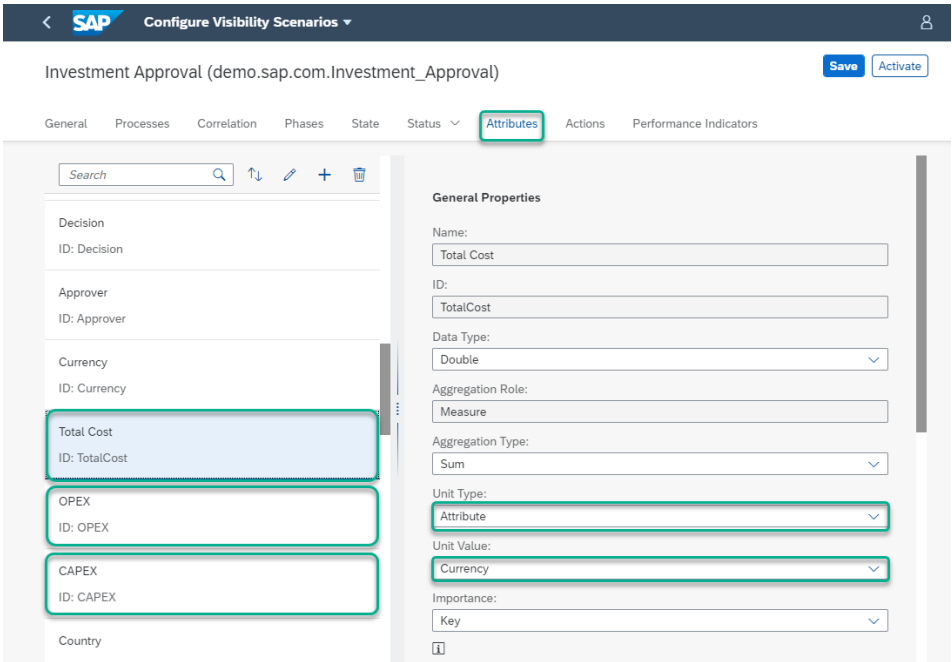 SAP Configure Visibility Scenarios
Investment Approval (demo.sap.com.Investment_Approval)
Save Activate
General Processes Correlation Phases State Status Attributes Actions Performance Indicators
Search
Decision
ID: Decision
Approver
ID: Approver
Currency
ID: Currency
Total Cost
ID: TotalCost
OPEX
ID: OPEX
CAPEX
ID: CAPEX
Country
General Properties
Name:
Total Cost
ID:
TotalCost
Data Type:
Double
Aggregation Role:
Measure
Aggregation Type:
Sum
Unit Type:
Attribute
Unit Value:
Currency
Importance:
Key